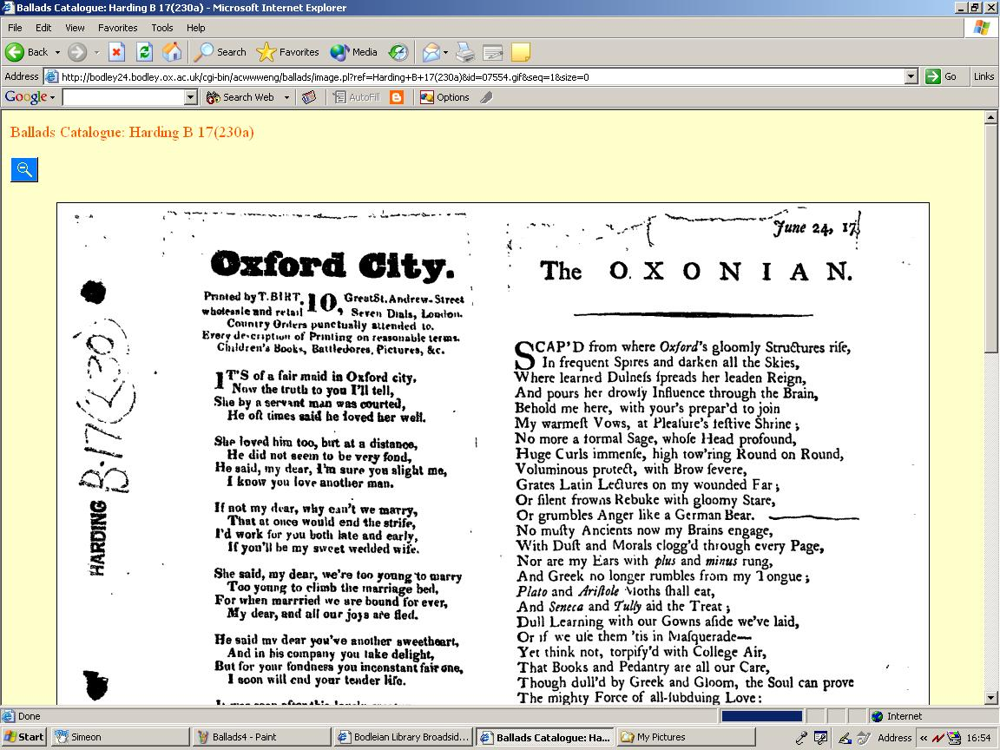 Ballads Catalogue: Harding B 17(230a) - Microsoft Internet Explorer
File Edit View Favorites Tools Help
Back Search Favorites Media
Address http://bodley24.bodley.ox.ac.uk/cgi-bin/acwwweng/ballads/image.pl?ref=Harding+B+17(230a)&id=07554.gif&seq=1&size=0 Go Links
Google Search Web AutoFill Options
Ballads Catalogue: Harding B 17(230a)
HARDING B.17(230)
Oxford City.
Printed by T.BIRT, 10, Great St. Andrew-Street
wholesale and retail Seven Dials, London.
Country Orders punctually attended to.
Every description of Printing on reasonable terms.
Children's Books, Battledores, Pictures, &c.
IT'S of a fair maid in Oxford city,
Now the truth to you I'll tell,
She by a servant man was courted,
He oft times said he loved her well.
She loved him too, but at a distance,
He did not seem to be very fond,
He said, my dear, I'm sure you slight me,
I know you love another man.
If not my dear, why can't we marry,
That at once would end the strife,
I'd work for you both late and early,
If you'll be my sweet wedded wife.
She said, my dear, we're too young to marry
Too young to climb the marriage bed,
For when marrried we are bound for ever,
My dear, and all our joys are fled.
He said my dear you've another sweetheart,
And in his company you take delight,
But for your fondness you inconstant fair one,
I soon will end your tender life.
June 24, 17
The OXONIAN.
SCAP'D from where Oxford's gloomly Structures rise,
In frequent Spires and darken all the Skies,
Where learned Dulneſs ſpreads her leaden Reign,
And pours her drowſy Influence through the Brain,
Behold me here, with your's prepar'd to join
My warmeſt Vows, at Pleaſure's feſtive Shrine;
No more a formal Sage, whoſe Head profound,
Huge Curls immenſe, high tow'ring Round on Round,
Voluminous protect, with Brow ſevere,
Grates Latin Lectures on my wounded Ear;
Or ſilent frowns Rebuke with gloomy Stare,
Or grumbles Anger like a German Bear.
No muſty Ancients now my Brains engage,
With Duſt and Morals clogg'd through every Page,
Nor are my Ears with plus and minus rung,
And Greek no longer rumbles from my Tongue;
Plato and Ariſtole Moths ſhall eat,
And Seneca and Tully aid the Treat;
Dull Learning with our Gowns aſide we've laid,
Or if we uſe them 'tis in Maſquerade—
Yet think not, torpify'd with College Air,
That Books and Pedantry are all our Care,
Though dull'd by Greek and Gloom, the Soul can prove
The mighty Force of all-ſubduing Love:
Done Internet
Start Simeon Ballads4 - Paint Bodleian Library Broadsid... Ballads Catalogue: Ha... My Pictures Address 16:54